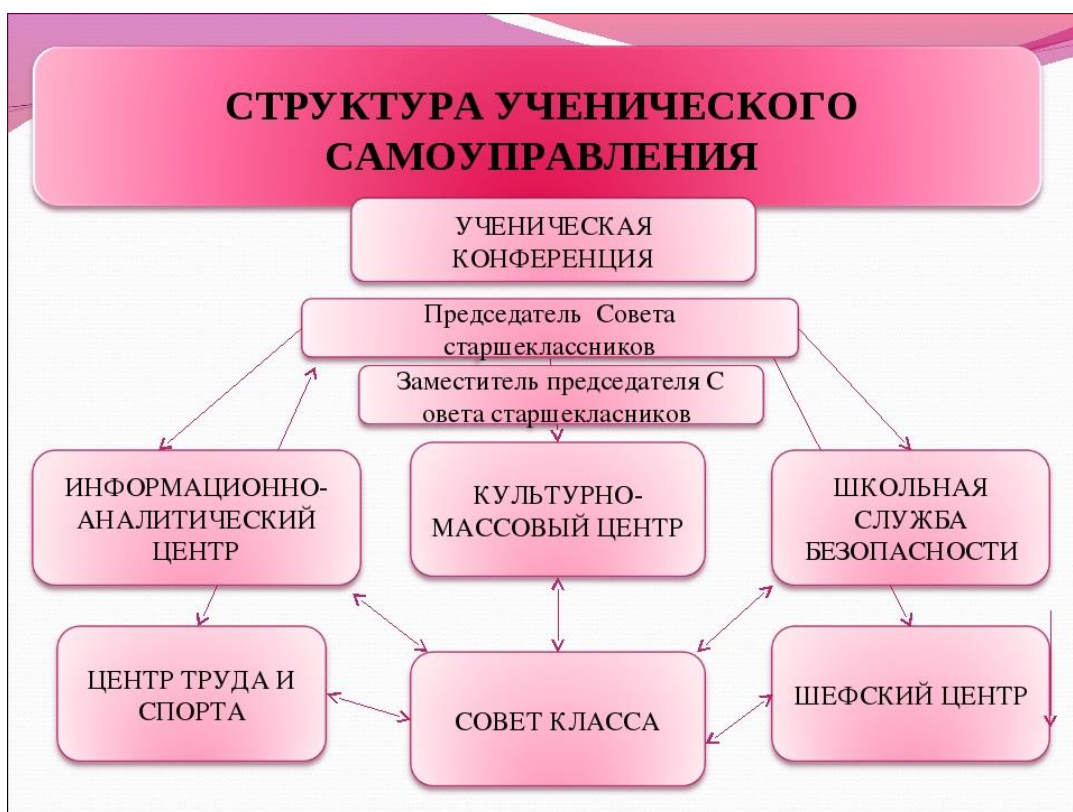 СТРУКТУРА УЧЕНИЧЕСКОГО
САМОУПРАВЛЕНИЯ
УЧЕНИЧЕСКАЯ
КОНФЕРЕНЦИЯ
Председатель Совета
старшеклассников
Заместитель председателя С
овета старшекласников
ИНФОРМАЦИОННО-
АНАЛИТИЧЕСКИЙ
ЦЕНТР
КУЛЬТУРНО-
МАССОВЫЙ ЦЕНТР
ШКОЛЬНАЯ
СЛУЖБА
БЕЗОПАСНОСТИ
ЦЕНТР ТРУДА И
СПОРТА
СОВЕТ КЛАССА
ШЕФСКИЙ ЦЕНТР